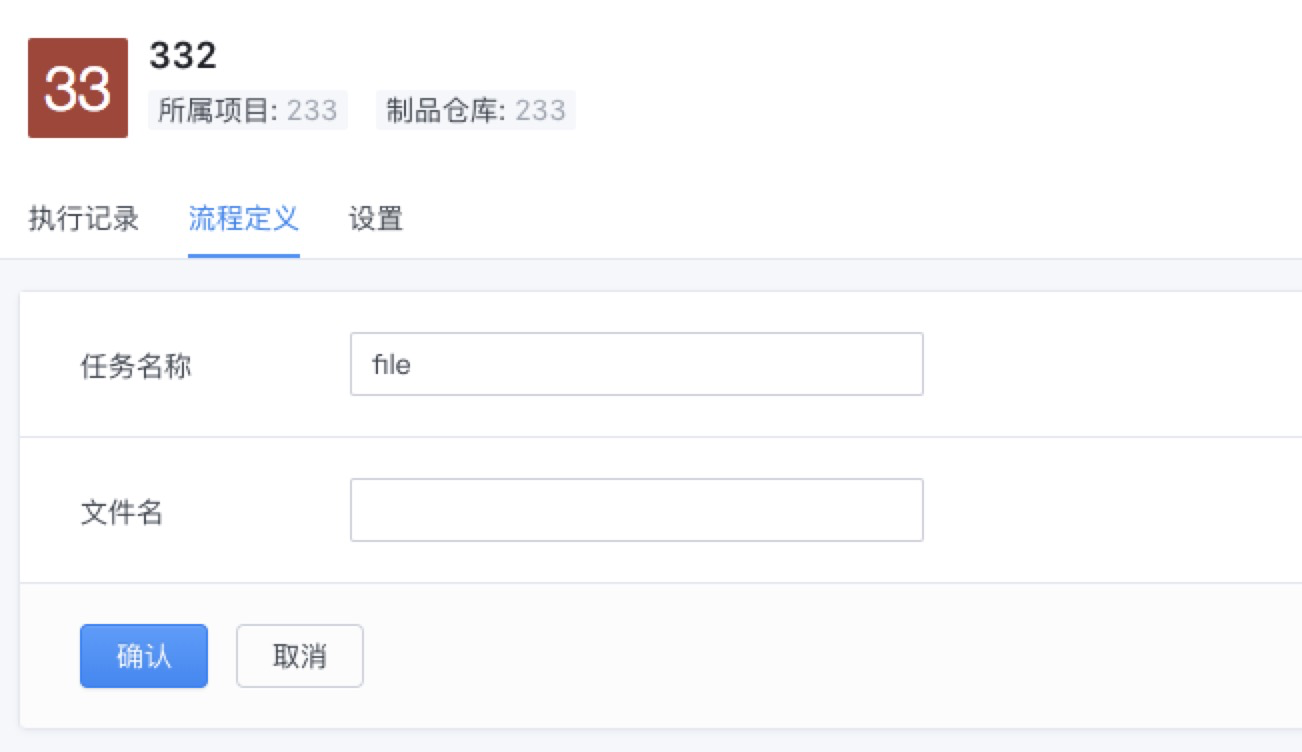 33
332
所属项目: 233 制品仓库: 233
执行记录 流程定义 设置
任务名称 file
文件名
确认 取消